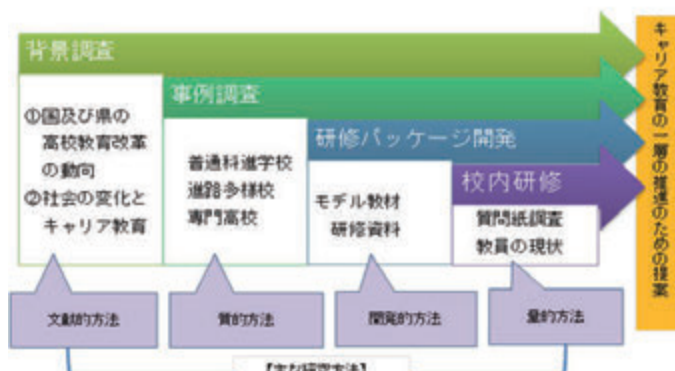 背景調査
①国及び県の
高校教育改革
の動向
②社会の変化と
キャリア教育
事例調査
普通科進学校
進路多様校
専門高校
研修パッケージ開発
モデル教材
研修資料
校内研修
質問紙調査
教員の現状
キャリア教育の一層の推進のための提案
文献的方法
質的方法
開発的方法
量的方法
【主な研究方法】